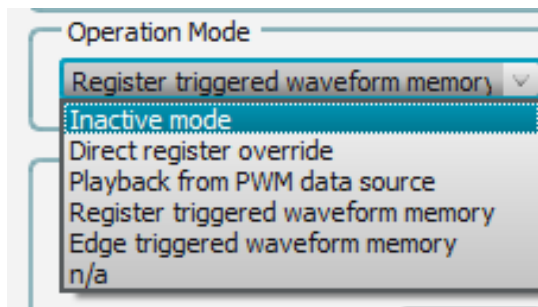 Operation Mode
Register triggered waveform memory
Inactive mode
Direct register override
Playback from PWM data source
Register triggered waveform memory
Edge triggered waveform memory
n/a